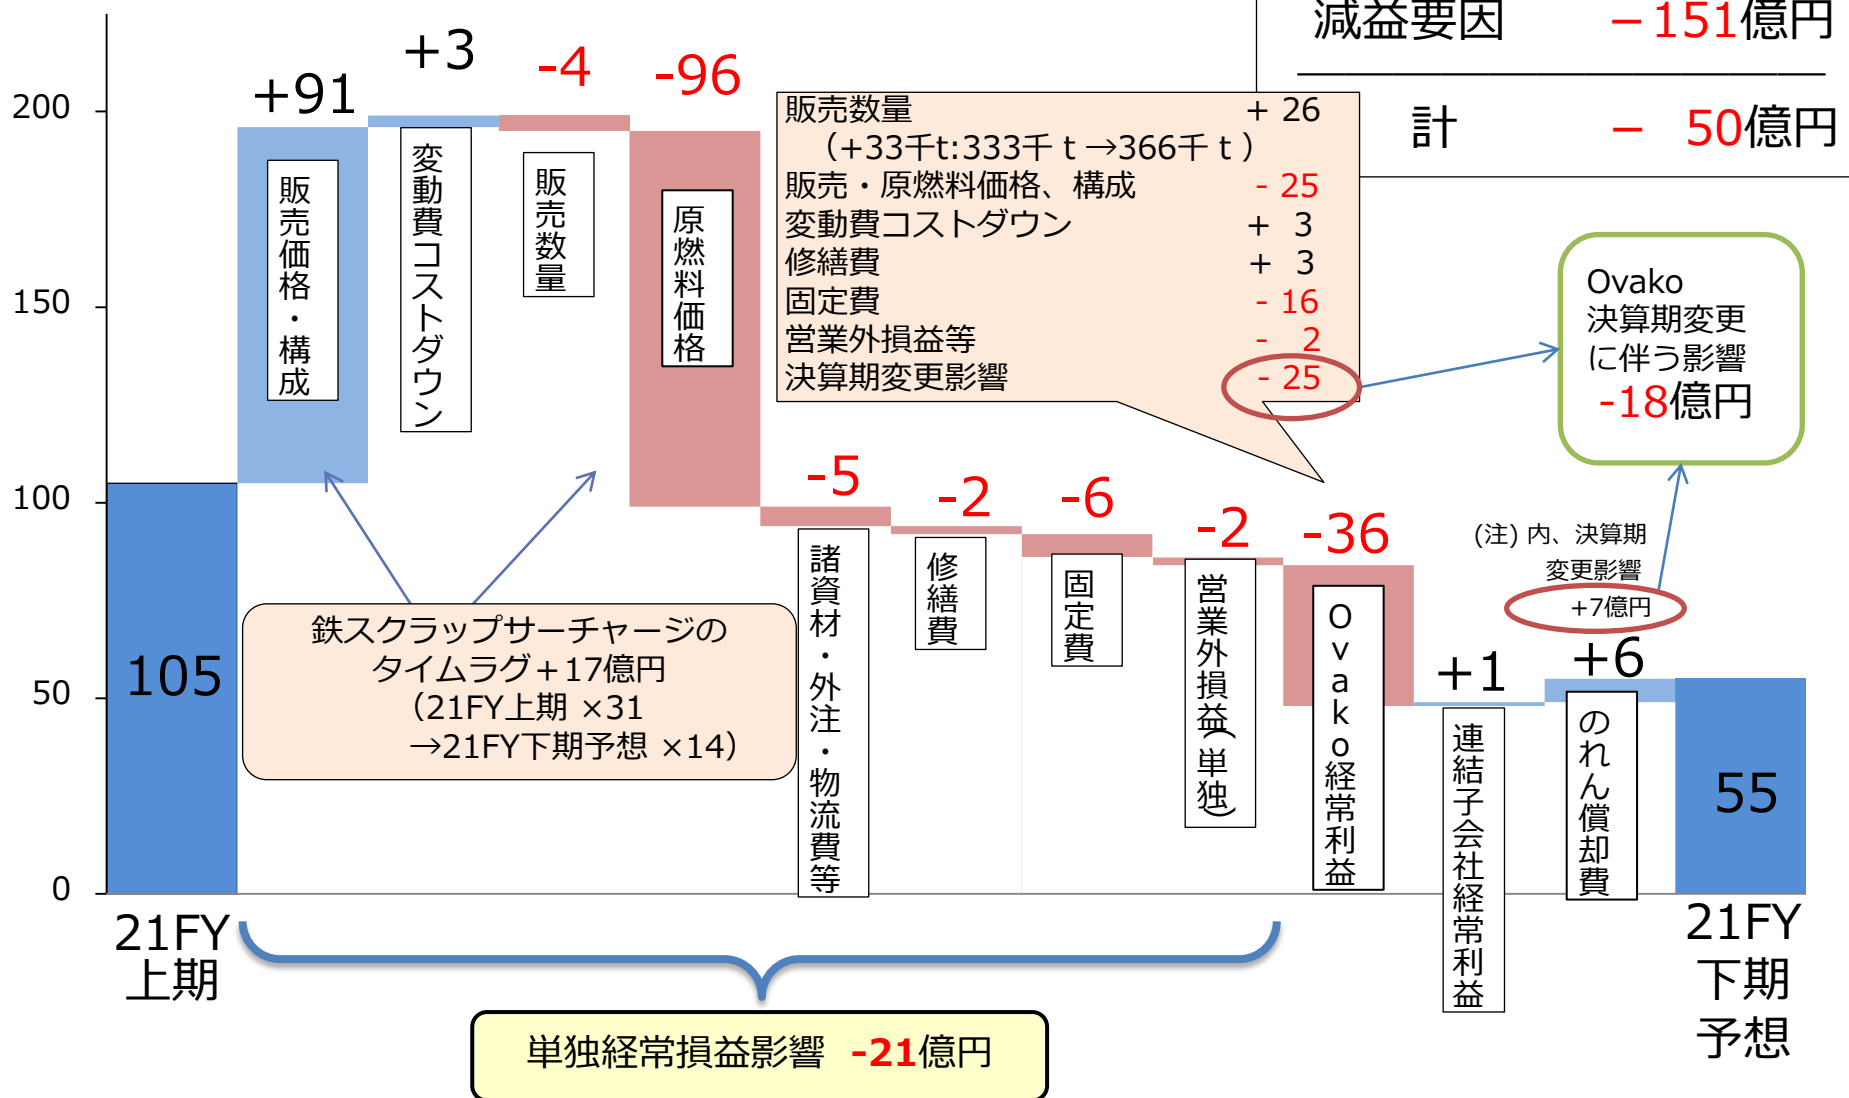 減益要因 －151億円
計 － 50億円
200
150
100
50
0
+91
+3
-4
-96
-5
-2
-6
-2
-36
+1
+6
105
55
販売価格・構成
変動費コストダウン
販売数量
原燃料価格
諸資材・外注・物流費等
修繕費
固定費
営業外損益(単独)
Ovako経常利益
連結子会社経常利益
のれん償却費
販売数量 + 26
（+33千t:333千ｔ→366千ｔ）
販売・原燃料価格、構成 - 25
変動費コストダウン + 3
修繕費 + 3
固定費 - 16
営業外損益等 - 2
決算期変更影響 - 25
Ovako
決算期変更
に伴う影響
-18億円
(注) 内、決算期
変更影響
+7億円
鉄スクラップサーチャージの
タイムラグ＋17億円
（21FY上期 ×31
→21FY下期予想 ×14）
21FY
上期
21FY
下期
予想
単独経常損益影響 -21億円